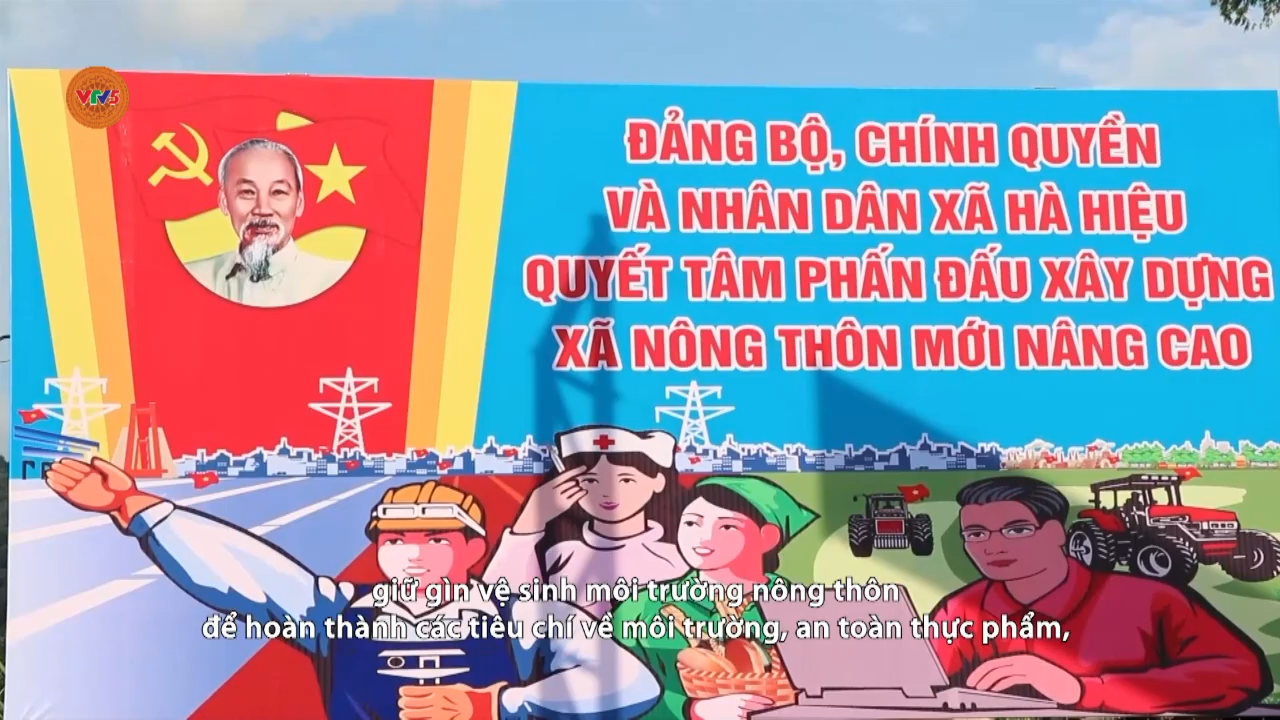 VTV5
ĐẢNG BỘ, CHÍNH QUYỀN
VÀ NHÂN DÂN XÃ HÀ HIỆU
QUYẾT TÂM PHẤN ĐẤU XÂY DỰNG
XÃ NÔNG THÔN MỚI NÂNG CAO
giữ gìn vệ sinh môi trường nông thôn
để hoàn thành các tiêu chí về môi trường, an toàn thực phẩm,